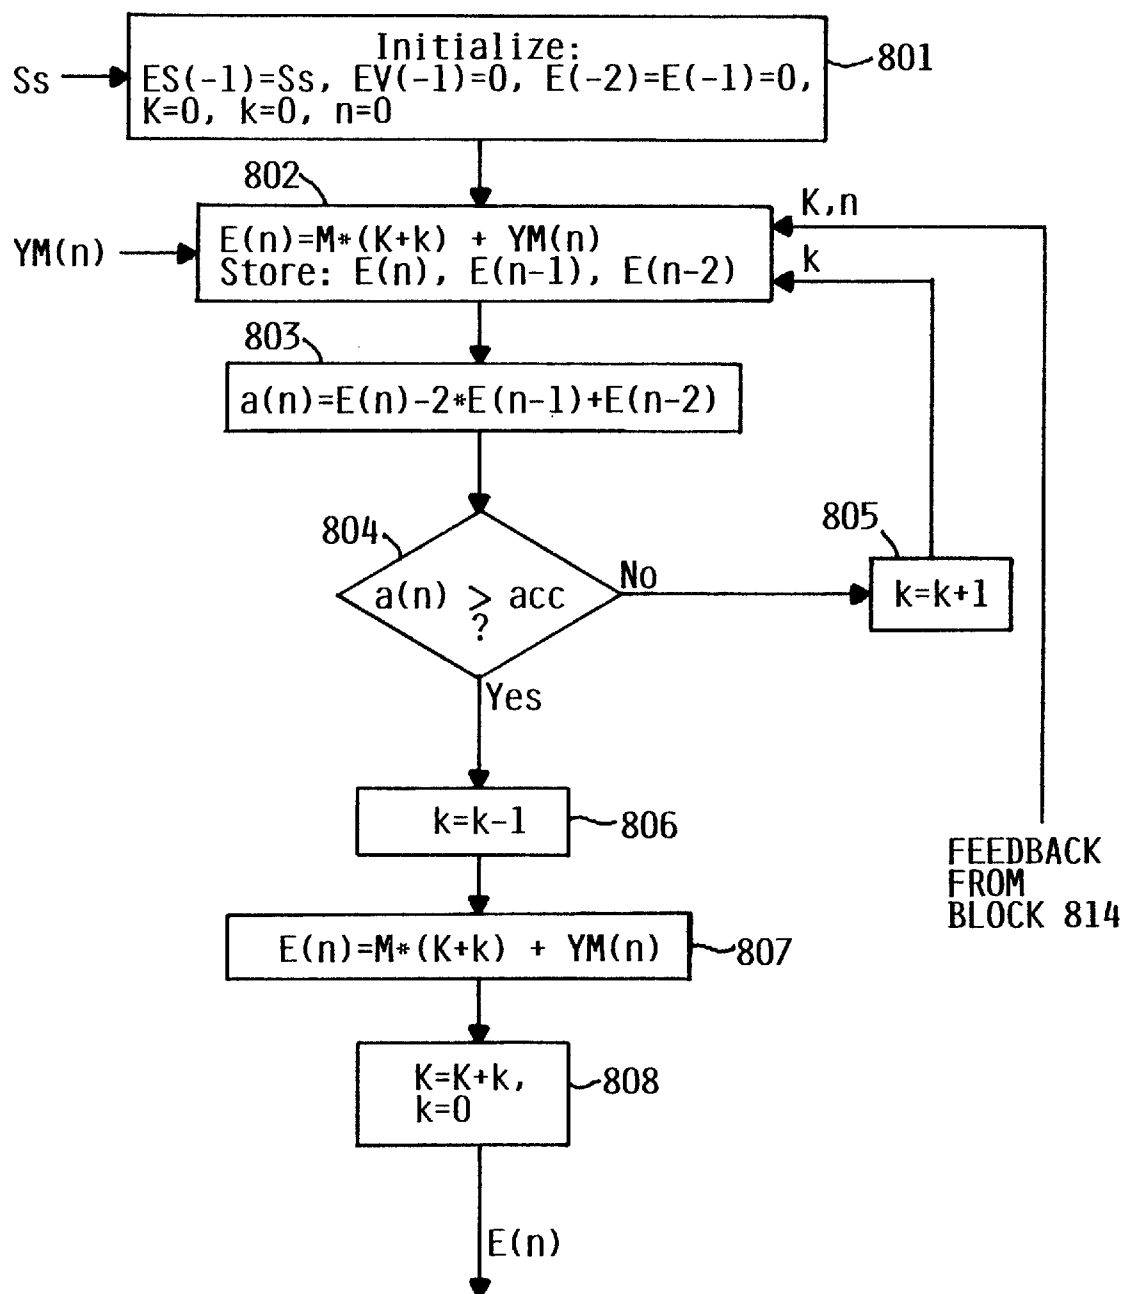 Initialize:
801
Ss
ES(-1)=Ss, EV(-1)=0, E(-2)=E(-1)=0,
K=0, k=0, n=0
802
K,n
YM(n)
E(n)=M*(K+k) + YM(n)
k
Store: E(n), E(n-1), E(n-2)
803
a(n)=E(n)-2*E(n-1)+E(n-2)
804
805
a(n) > acc
?
No
k=k+1
Yes
k=k-1
806
FEEDBACK
FROM
BLOCK 814
E(n)=M*(K+k) + YM(n)
807
K=K+k,
k=0
808
E(n)